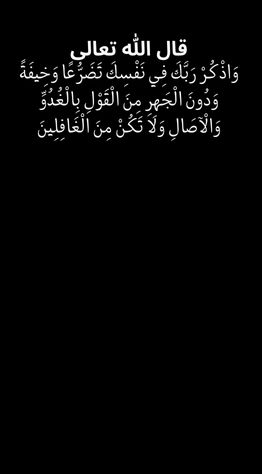 قال الله تعالى
وَاذْكُرْ رَبَّكَ فِي نَفْسِكَ تَضَرُّعًا وَخِيفَةً
وَدُونَ الْجَهْرِ مِنَ الْقَوْلِ بِالْغُدُوِّ
وَالْآصَالِ وَلَا تَكُنْ مِنَ الْغَافِلِينَ